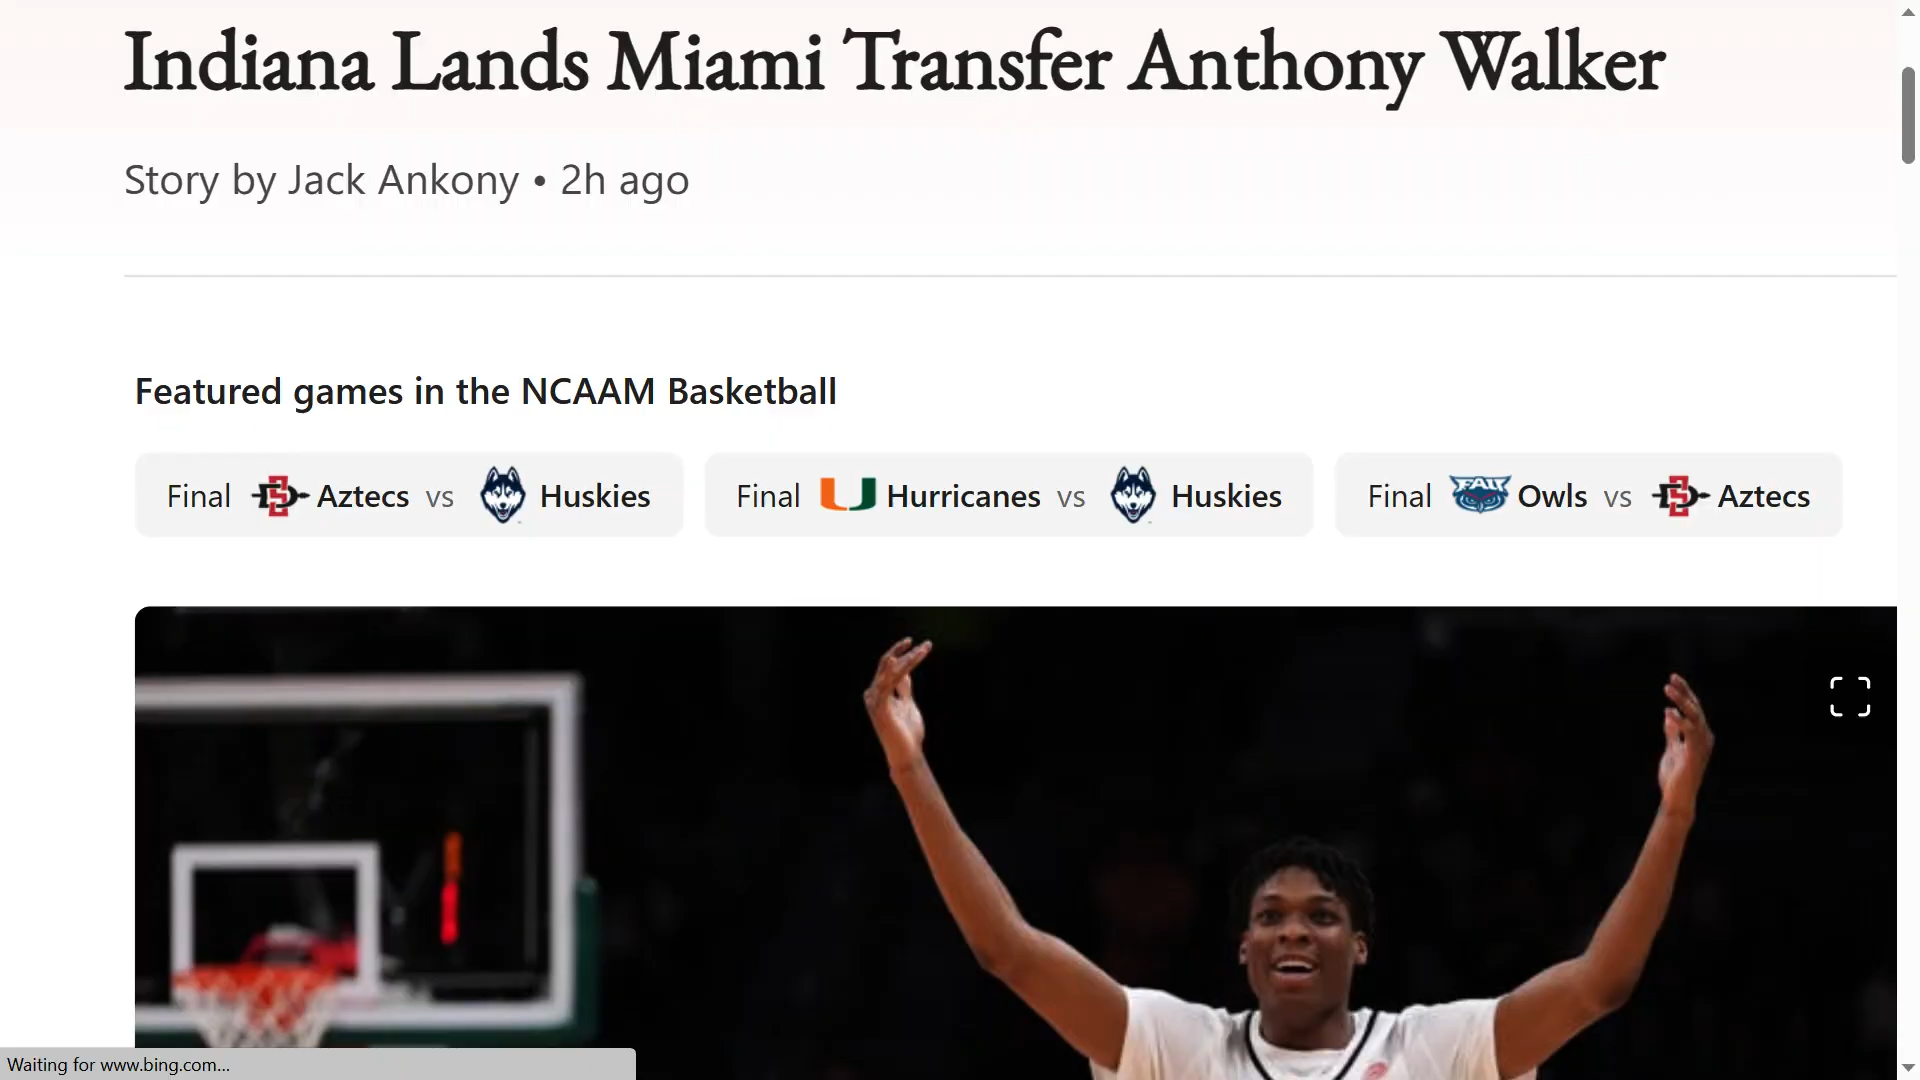 Indiana Lands Miami Transfer Anthony Walker
Story by Jack Ankony • 2h ago
Featured games in the NCAAM Basketball
Final Aztecs vs Huskies
Final Hurricanes vs Huskies
Final FAU Owls vs Aztecs
Waiting for www.bing.com...